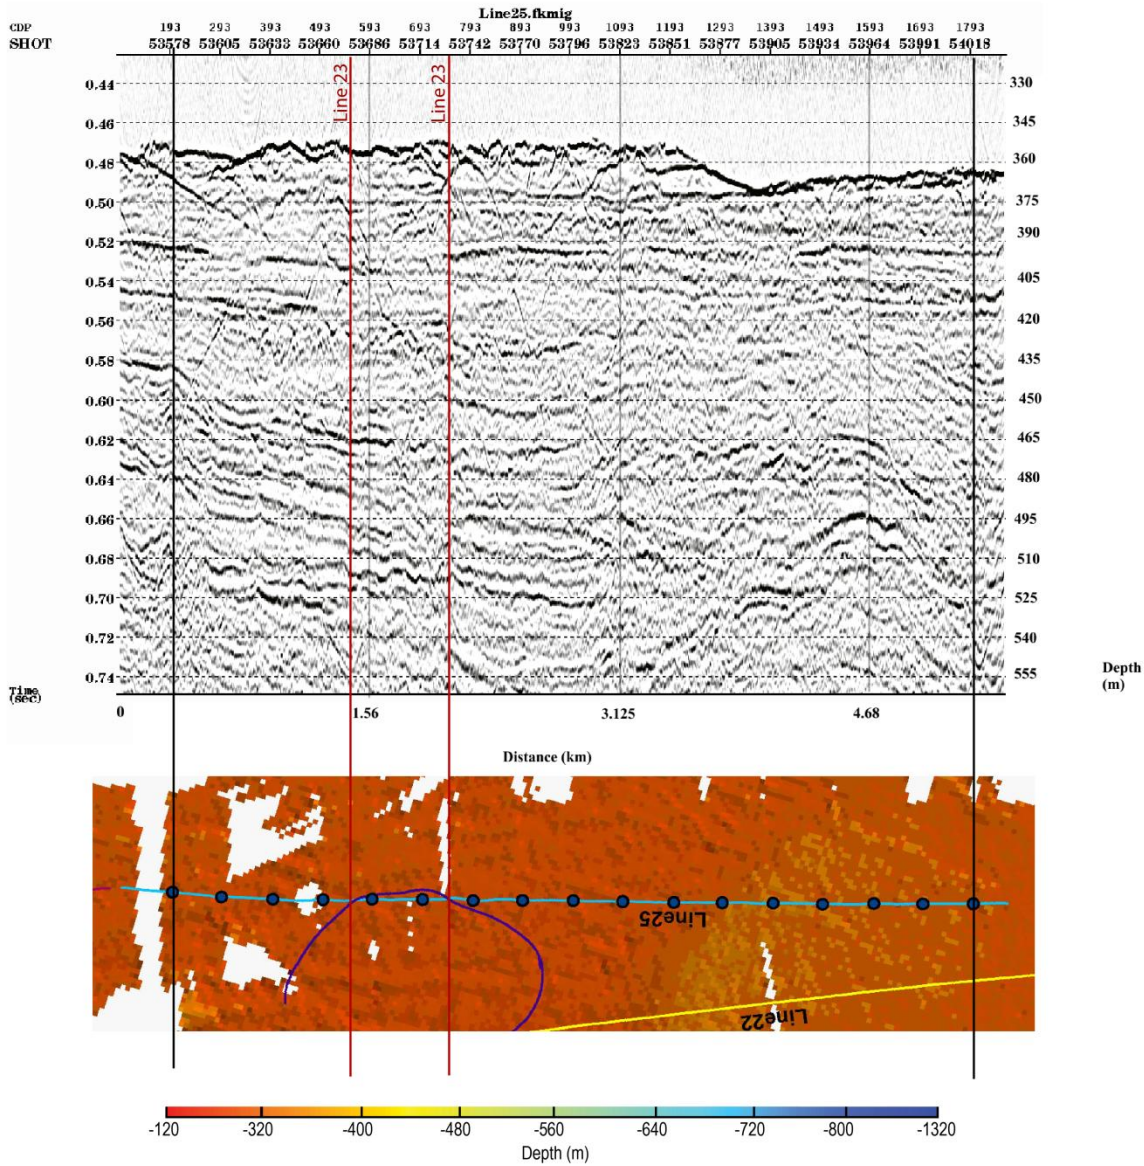 Line25.fkmig
CDF 193 293 393 493 593 693 793 893 993 1093 1193 1293 1393 1493 1593 1693 1793
SHOT 53578 53605 53633 53660 53686 53714 53742 53770 53796 53823 53851 53877 53905 53934 53964 53991 54018
Line 23
Line 23
0.44 330
0.46 345
0.48 360
0.50 375
0.52 390
0.54 405
0.56 420
0.58 435
0.60 450
0.62 465
0.64 480
0.66 495
0.68 510
0.70 525
0.72 540
0.74 555
Time
(sec)
Depth
(m)
0 1.56 3.125 4.68
Distance (km)
Line25
Line22
-120 -320 -400 -480 -560 -640 -720 -800 -1320
Depth (m)